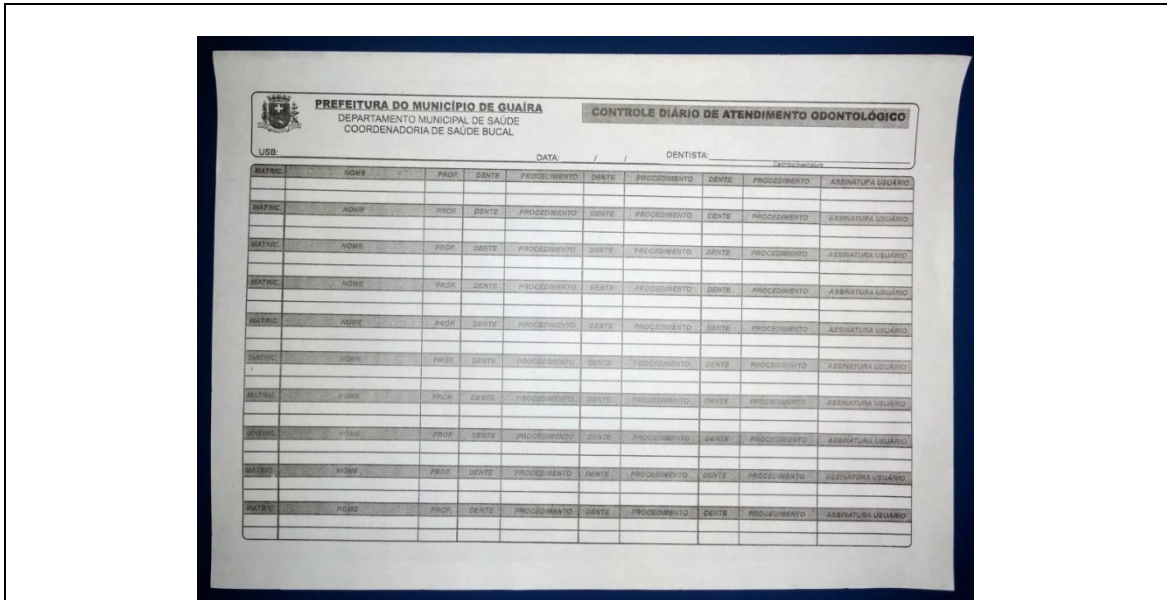 PREFEITURA DO MUNICÍPIO DE GUAÍRA
DEPARTAMENTO MUNICIPAL DE SAÚDE
COORDENADORIA DE SAÚDE BUCAL
CONTROLE DIÁRIO DE ATENDIMENTO ODONTOLÓGICO
USB: DATA: / / DENTISTA:
Carimbo/Assinatura
MATRIC. NOME PROF. DENTE PROCEDIMENTO DENTE PROCEDIMENTO DENTE PROCEDIMENTO ASSINATURA USUÁRIO
MATRIC. NOME PROF. DENTE PROCEDIMENTO DENTE PROCEDIMENTO DENTE PROCEDIMENTO ASSINATURA USUÁRIO
MATRIC. NOME PROF. DENTE PROCEDIMENTO DENTE PROCEDIMENTO DENTE PROCEDIMENTO ASSINATURA USUÁRIO
MATRIC. NOME PROF. DENTE PROCEDIMENTO DENTE PROCEDIMENTO DENTE PROCEDIMENTO ASSINATURA USUÁRIO
MATRIC. NOME PROF. DENTE PROCEDIMENTO DENTE PROCEDIMENTO DENTE PROCEDIMENTO ASSINATURA USUÁRIO
MATRIC. NOME PROF. DENTE PROCEDIMENTO DENTE PROCEDIMENTO DENTE PROCEDIMENTO ASSINATURA USUÁRIO
MATRIC. NOME PROF. DENTE PROCEDIMENTO DENTE PROCEDIMENTO DENTE PROCEDIMENTO ASSINATURA USUÁRIO
MATRIC. NOME PROF. DENTE PROCEDIMENTO DENTE PROCEDIMENTO DENTE PROCEDIMENTO ASSINATURA USUÁRIO
MATRIC. NOME PROF. DENTE PROCEDIMENTO DENTE PROCEDIMENTO DENTE PROCEDIMENTO ASSINATURA USUÁRIO
MATRIC. NOME PROF. DENTE PROCEDIMENTO DENTE PROCEDIMENTO DENTE PROCEDIMENTO ASSINATURA USUÁRIO